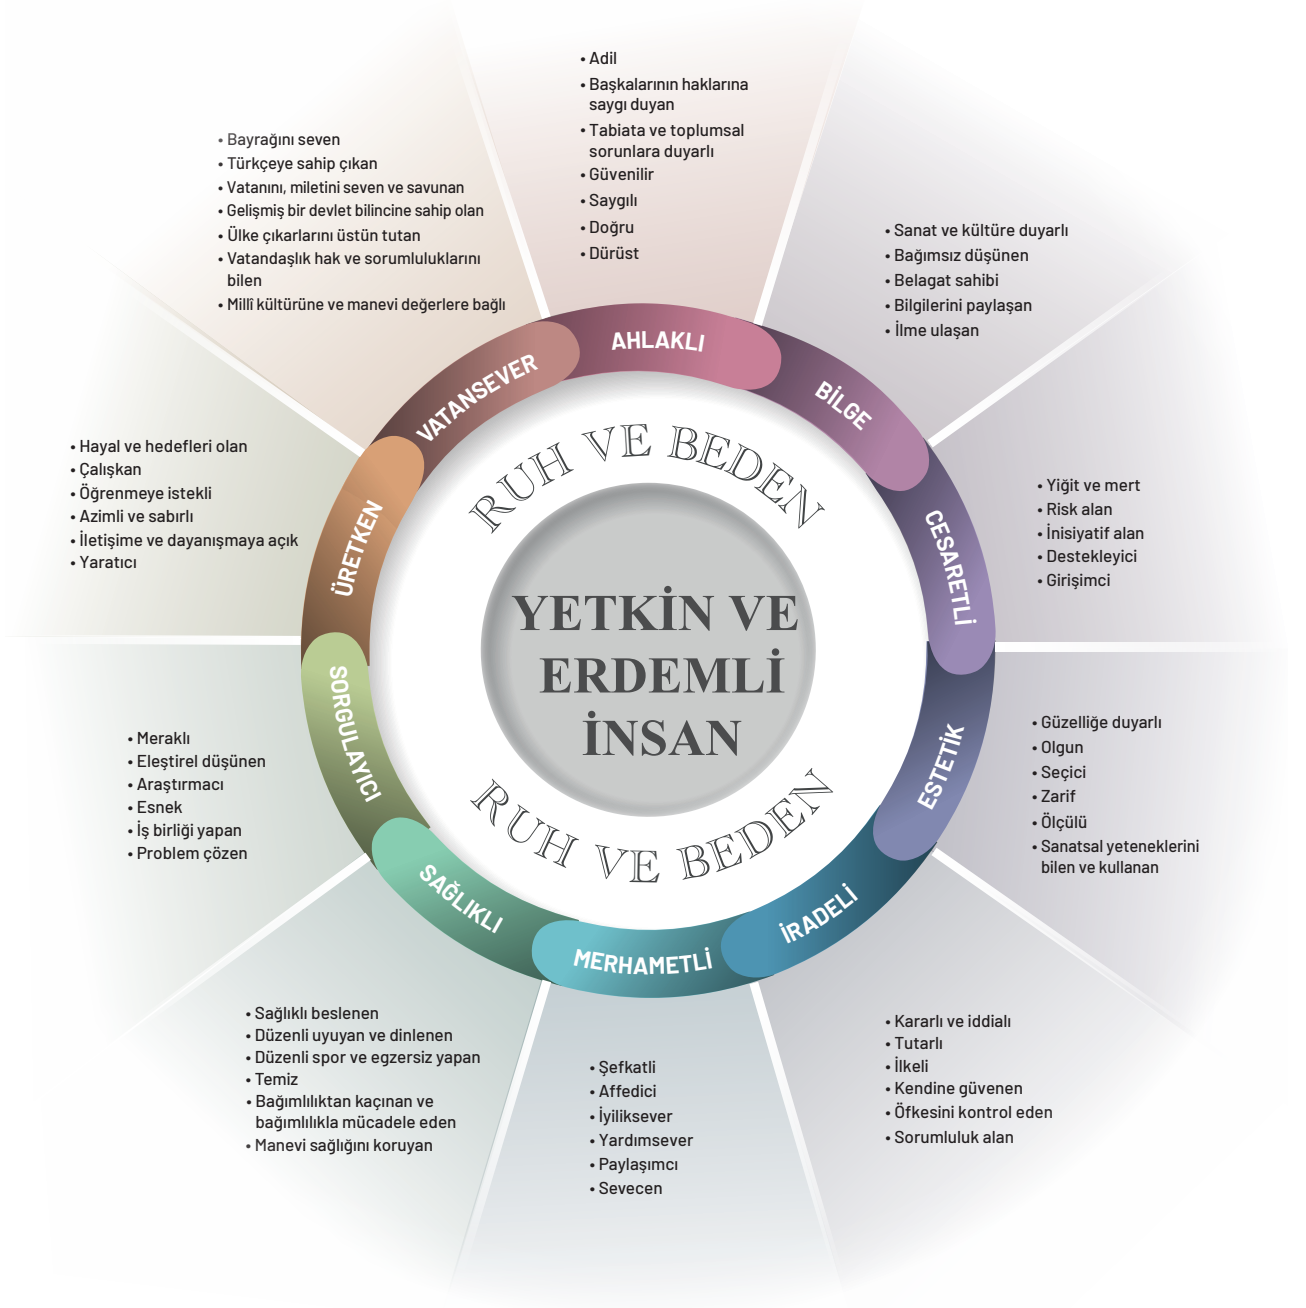 • Adil
• Başkalarının haklarına
saygı duyan
• Tabiata ve toplumsal
sorunlara duyarlı
• Güvenilir
• Saygılı
• Doğru
• Dürüst
• Bayrağını seven
• Türkçeye sahip çıkan
• Vatanını, miletini seven ve savunan
• Gelişmiş bir devlet bilincine sahip olan
• Ülke çıkarlarını üstün tutan
• Vatandaşlık hak ve sorumluluklarını
bilen
• Millî kültürüne ve manevi değerlere bağlı
• Sanat ve kültüre duyarlı
• Bağımsız düşünen
• Belagat sahibi
• Bilgilerini paylaşan
• İlme ulaşan
AHLAKLI
VATANSEVER
BİLGE
• Hayal ve hedefleri olan
• Çalışkan
• Öğrenmeye istekli
• Azimli ve sabırlı
• İletişime ve dayanışmaya açık
• Yaratıcı
ÜRETKEN
RUH VE BEDEN
CESARETLİ
• Yiğit ve mert
• Risk alan
• İnisiyatif alan
• Destekleyici
• Girişimci
YETKİN VE
ERDEMLİ
İNSAN
• Meraklı
• Eleştirel düşünen
• Araştırmacı
• Esnek
• İş birliği yapan
• Problem çözen
SORGULAYICI
RUH VE BEDEN
ESTETİK
• Güzelliğe duyarlı
• Olgun
• Seçici
• Zarif
• Ölçülü
• Sanatsal yeteneklerini
bilen ve kullanan
SAĞLIKLI
MERHAMETLİ
İRADELİ
• Sağlıklı beslenen
• Düzenli uyuyan ve dinlenen
• Düzenli spor ve egzersiz yapan
• Temiz
• Bağımlılıktan kaçınan ve
bağımlılıkla mücadele eden
• Manevi sağlığını koruyan
• Şefkatli
• Affedici
• İyiliksever
• Yardımsever
• Paylaşımcı
• Sevecen
• Kararlı ve iddialı
• Tutarlı
• İlkeli
• Kendine güvenen
• Öfkesini kontrol eden
• Sorumluluk alan